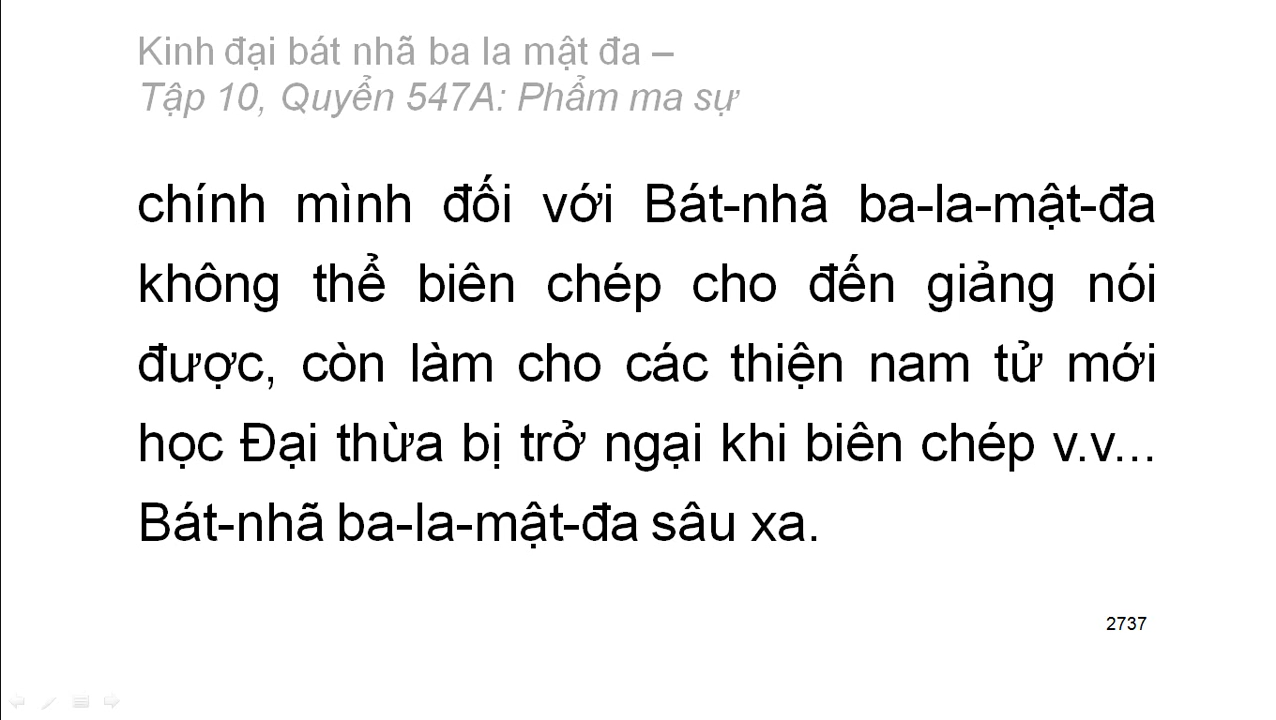 Kinh đại bát nhã ba la mật đa –
Tập 10, Quyển 547A: Phẩm ma sự
chính mình đối với Bát-nhã ba-la-mật-đa
không thể biên chép cho đến giảng nói
được, còn làm cho các thiện nam tử mới
học Đại thừa bị trở ngại khi biên chép v.v...
Bát-nhã ba-la-mật-đa sâu xa.
2737